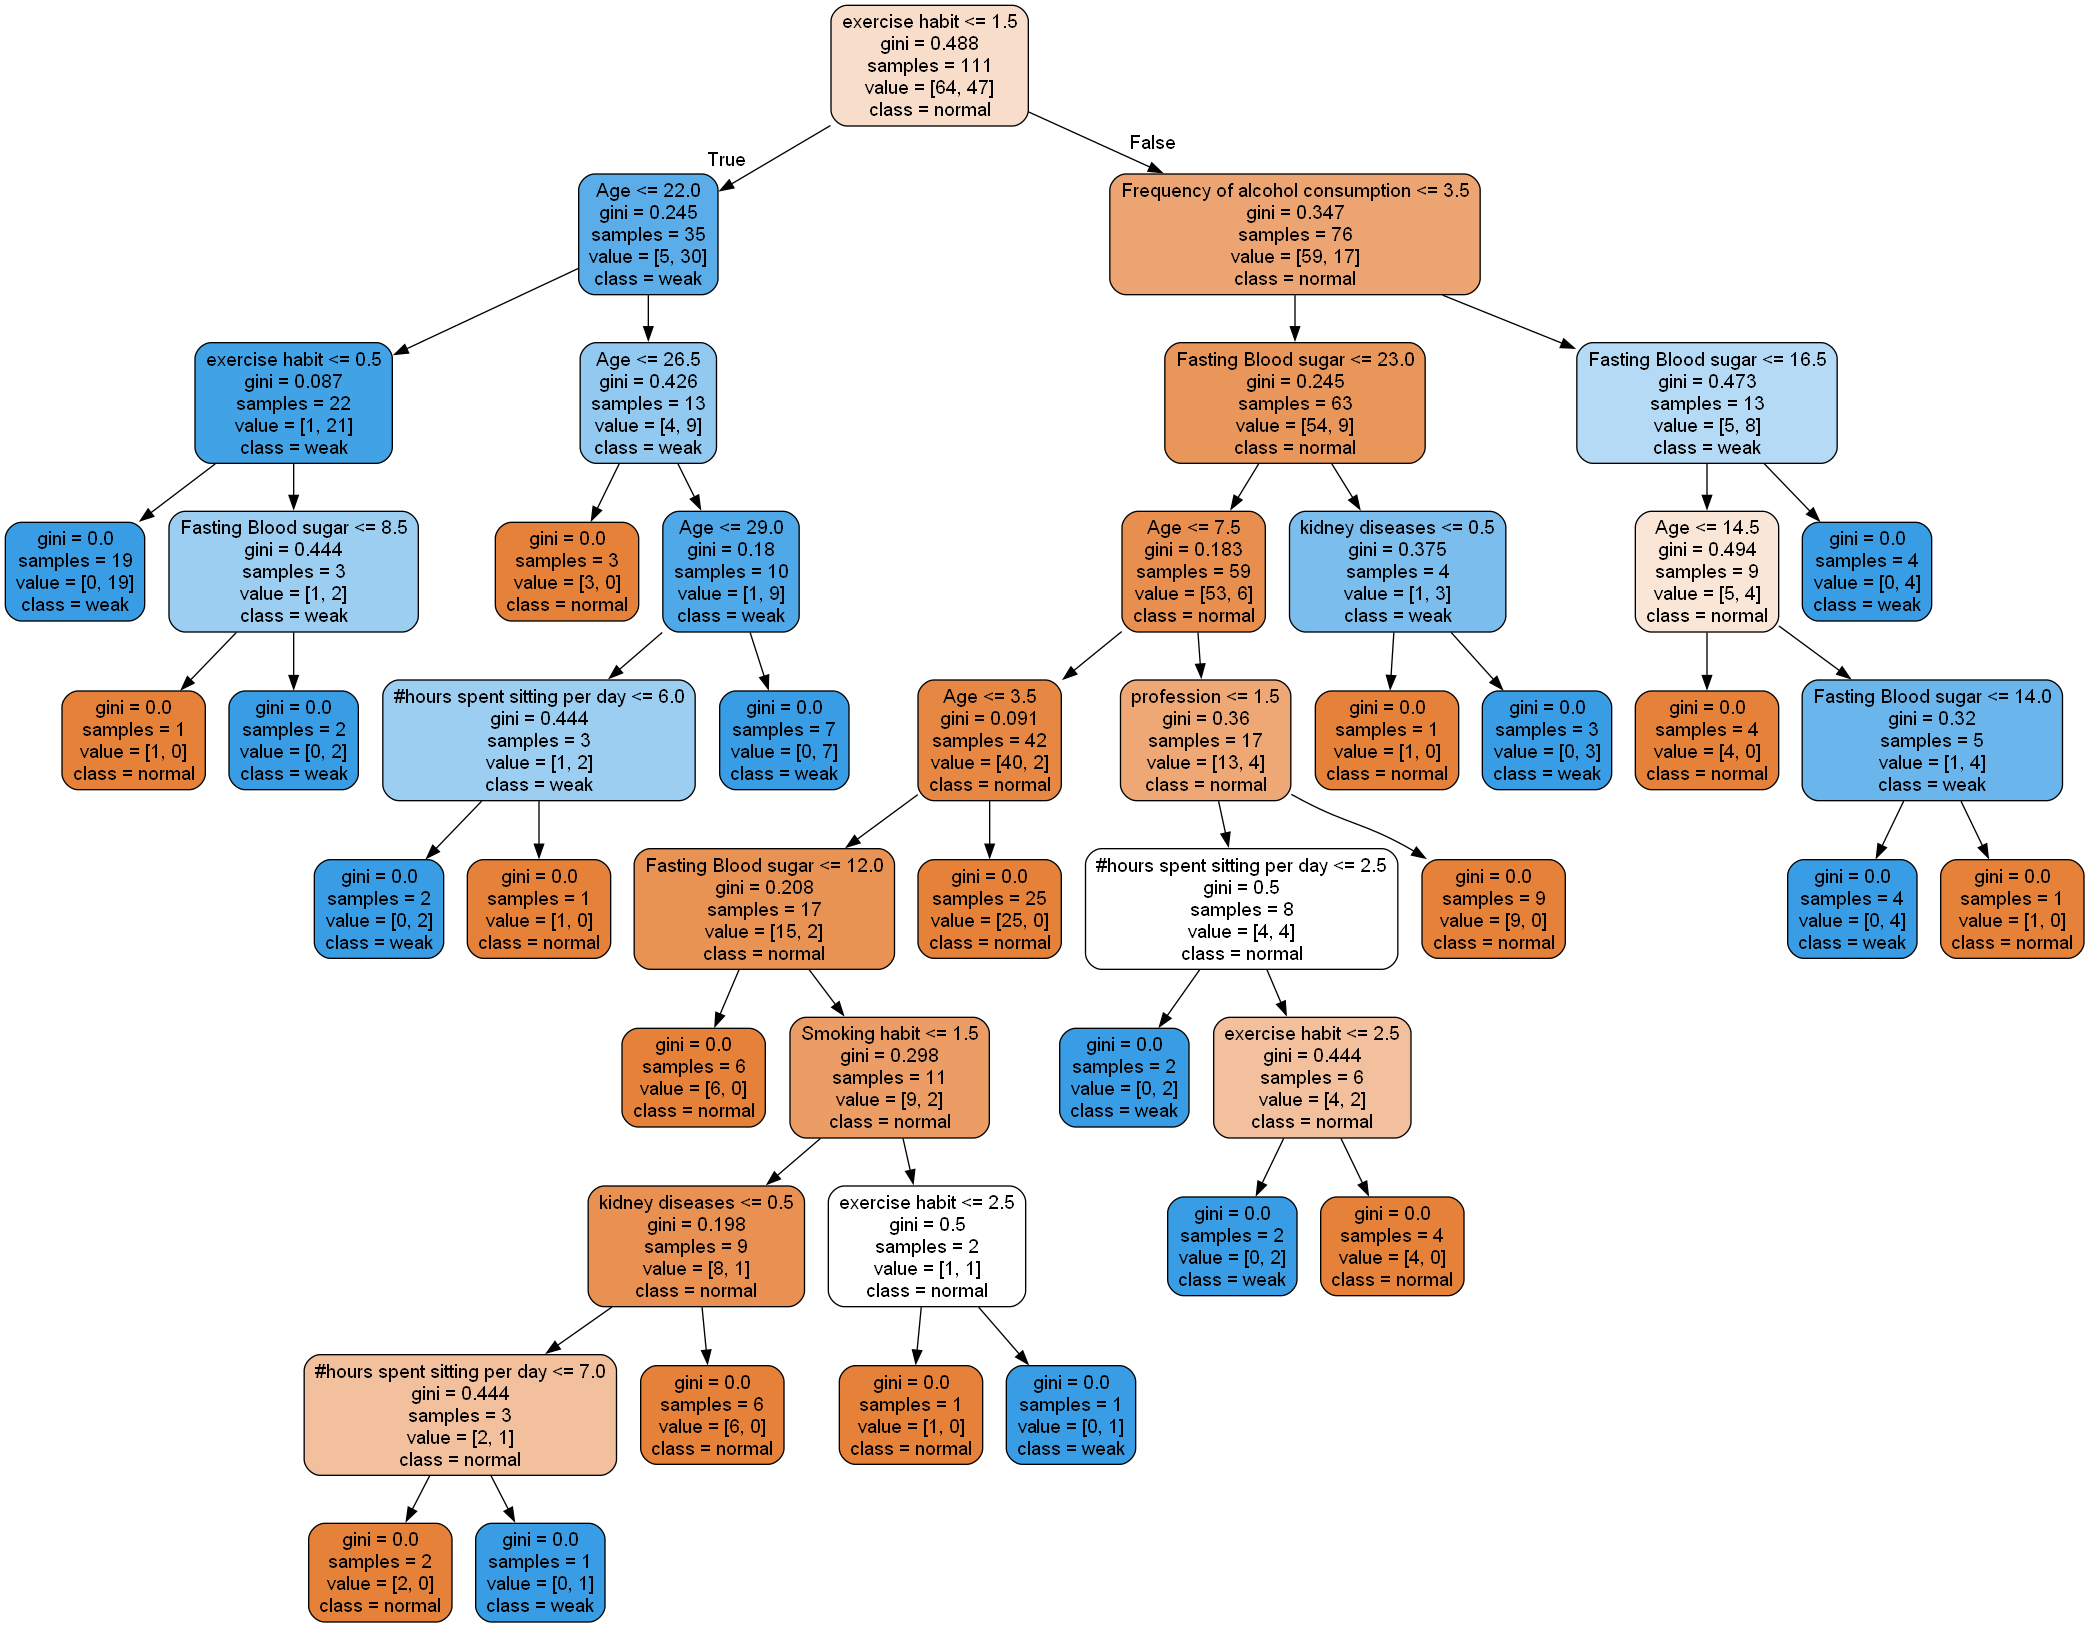 exercise habit <= 1.5
gini = 0.488
samples = 111
value = [64, 47]
class = normal
True
False
Age <= 22.0
gini = 0.245
samples = 35
value = [5, 30]
class = weak
Frequency of alcohol consumption <= 3.5
gini = 0.347
samples = 76
value = [59, 17]
class = normal
exercise habit <= 0.5
gini = 0.087
samples = 22
value = [1, 21]
class = weak
Age <= 26.5
gini = 0.426
samples = 13
value = [4, 9]
class = weak
Fasting Blood sugar <= 23.0
gini = 0.245
samples = 63
value = [54, 9]
class = normal
Fasting Blood sugar <= 16.5
gini = 0.473
samples = 13
value = [5, 8]
class = weak
gini = 0.0
samples = 19
value = [0, 19]
class = weak
Fasting Blood sugar <= 8.5
gini = 0.444
samples = 3
value = [1, 2]
class = weak
gini = 0.0
samples = 3
value = [3, 0]
class = normal
Age <= 29.0
gini = 0.18
samples = 10
value = [1, 9]
class = weak
Age <= 7.5
gini = 0.183
samples = 59
value = [53, 6]
class = normal
kidney diseases <= 0.5
gini = 0.375
samples = 4
value = [1, 3]
class = weak
Age <= 14.5
gini = 0.494
samples = 9
value = [5, 4]
class = normal
gini = 0.0
samples = 4
value = [0, 4]
class = weak
gini = 0.0
samples = 1
value = [1, 0]
class = normal
gini = 0.0
samples = 2
value = [0, 2]
class = weak
#hours spent sitting per day <= 6.0
gini = 0.444
samples = 3
value = [1, 2]
class = weak
gini = 0.0
samples = 7
value = [0, 7]
class = weak
Age <= 3.5
gini = 0.091
samples = 42
value = [40, 2]
class = normal
profession <= 1.5
gini = 0.36
samples = 17
value = [13, 4]
class = normal
gini = 0.0
samples = 1
value = [1, 0]
class = normal
gini = 0.0
samples = 3
value = [0, 3]
class = weak
gini = 0.0
samples = 4
value = [4, 0]
class = normal
Fasting Blood sugar <= 14.0
gini = 0.32
samples = 5
value = [1, 4]
class = weak
gini = 0.0
samples = 2
value = [0, 2]
class = weak
gini = 0.0
samples = 1
value = [1, 0]
class = normal
Fasting Blood sugar <= 12.0
gini = 0.208
samples = 17
value = [15, 2]
class = normal
gini = 0.0
samples = 25
value = [25, 0]
class = normal
#hours spent sitting per day <= 2.5
gini = 0.5
samples = 8
value = [4, 4]
class = normal
gini = 0.0
samples = 9
value = [9, 0]
class = normal
gini = 0.0
samples = 4
value = [0, 4]
class = weak
gini = 0.0
samples = 1
value = [1, 0]
class = normal
gini = 0.0
samples = 6
value = [6, 0]
class = normal
Smoking habit <= 1.5
gini = 0.298
samples = 11
value = [9, 2]
class = normal
gini = 0.0
samples = 2
value = [0, 2]
class = weak
exercise habit <= 2.5
gini = 0.444
samples = 6
value = [4, 2]
class = normal
kidney diseases <= 0.5
gini = 0.198
samples = 9
value = [8, 1]
class = normal
exercise habit <= 2.5
gini = 0.5
samples = 2
value = [1, 1]
class = normal
gini = 0.0
samples = 2
value = [0, 2]
class = weak
gini = 0.0
samples = 4
value = [4, 0]
class = normal
#hours spent sitting per day <= 7.0
gini = 0.444
samples = 3
value = [2, 1]
class = normal
gini = 0.0
samples = 6
value = [6, 0]
class = normal
gini = 0.0
samples = 1
value = [1, 0]
class = normal
gini = 0.0
samples = 1
value = [0, 1]
class = weak
gini = 0.0
samples = 2
value = [2, 0]
class = normal
gini = 0.0
samples = 1
value = [0, 1]
class = weak